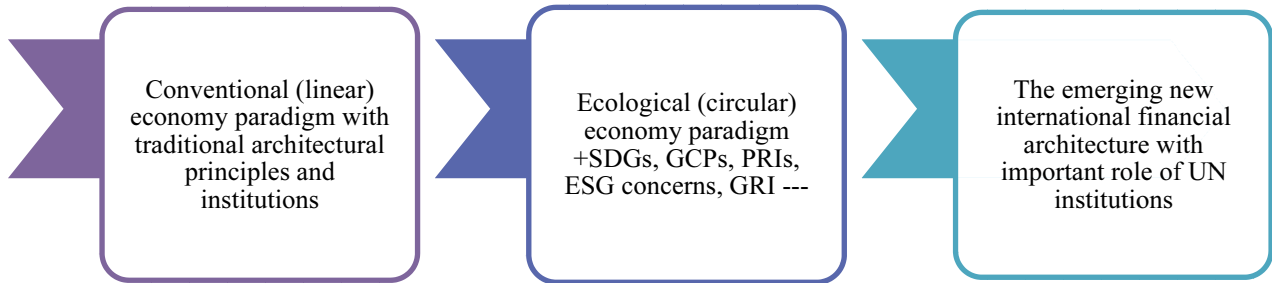 Conventional (linear)
economy paradigm with
traditional architectural
principles and
institutions
Ecological (circular)
economy paradigm
+SDGs, GCPs, PRIs,
ESG concerns, GRI ---
The emerging new
international financial
architecture with
important role of UN
institutions